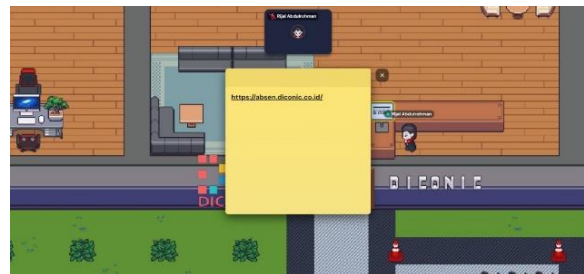 Rijal Abdulrohman
https://absen.diconic.co.id/
Rijal Abdulrohman
DICONIC
DIC